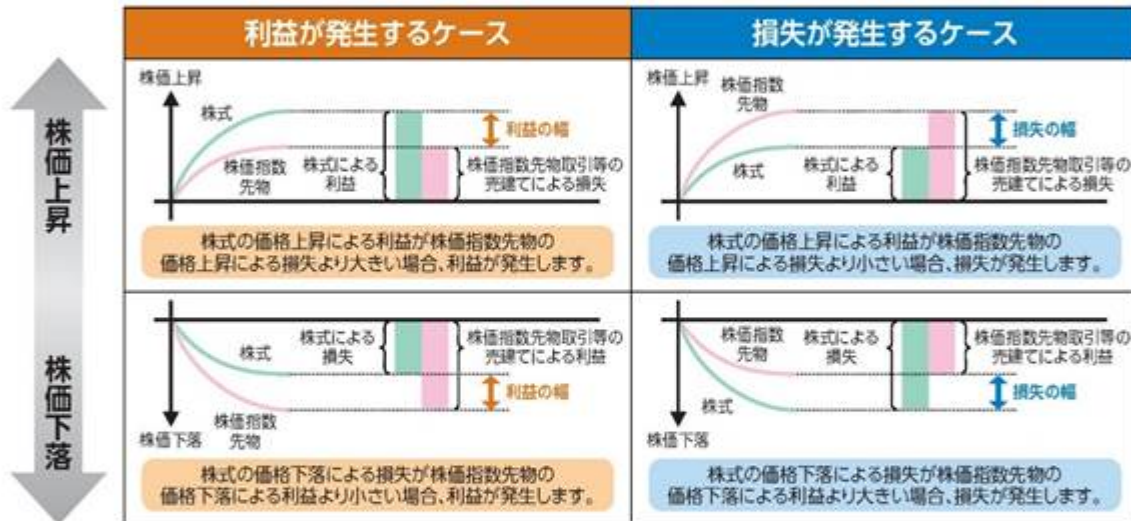 利益が発生するケース
損失が発生するケース
株価上昇
株価下落
株価上昇
株式
株価指数
先物
株式による
利益
利益の幅
株価指数先物取引等の
売建てによる損失
株式の価格上昇による利益が株価指数先物の
価格上昇による損失より大きい場合、利益が発生します。
株価上昇
株価指数
先物
株式
株式による
利益
損失の幅
株価指数先物取引等の
売建てによる損失
株式の価格上昇による利益が株価指数先物の
価格上昇による損失より小さい場合、損失が発生します。
株式
株価指数
先物
株価下落
株式による
損失
株価指数先物取引等の
売建てによる利益
利益の幅
株式の価格下落による損失が株価指数先物の
価格下落による利益より小さい場合、利益が発生します。
株価指数
先物
株式
株価下落
株式による
損失
株価指数先物取引等の
売建てによる利益
損失の幅
株式の価格下落による損失が株価指数先物の
価格下落による利益より大きい場合、損失が発生します。